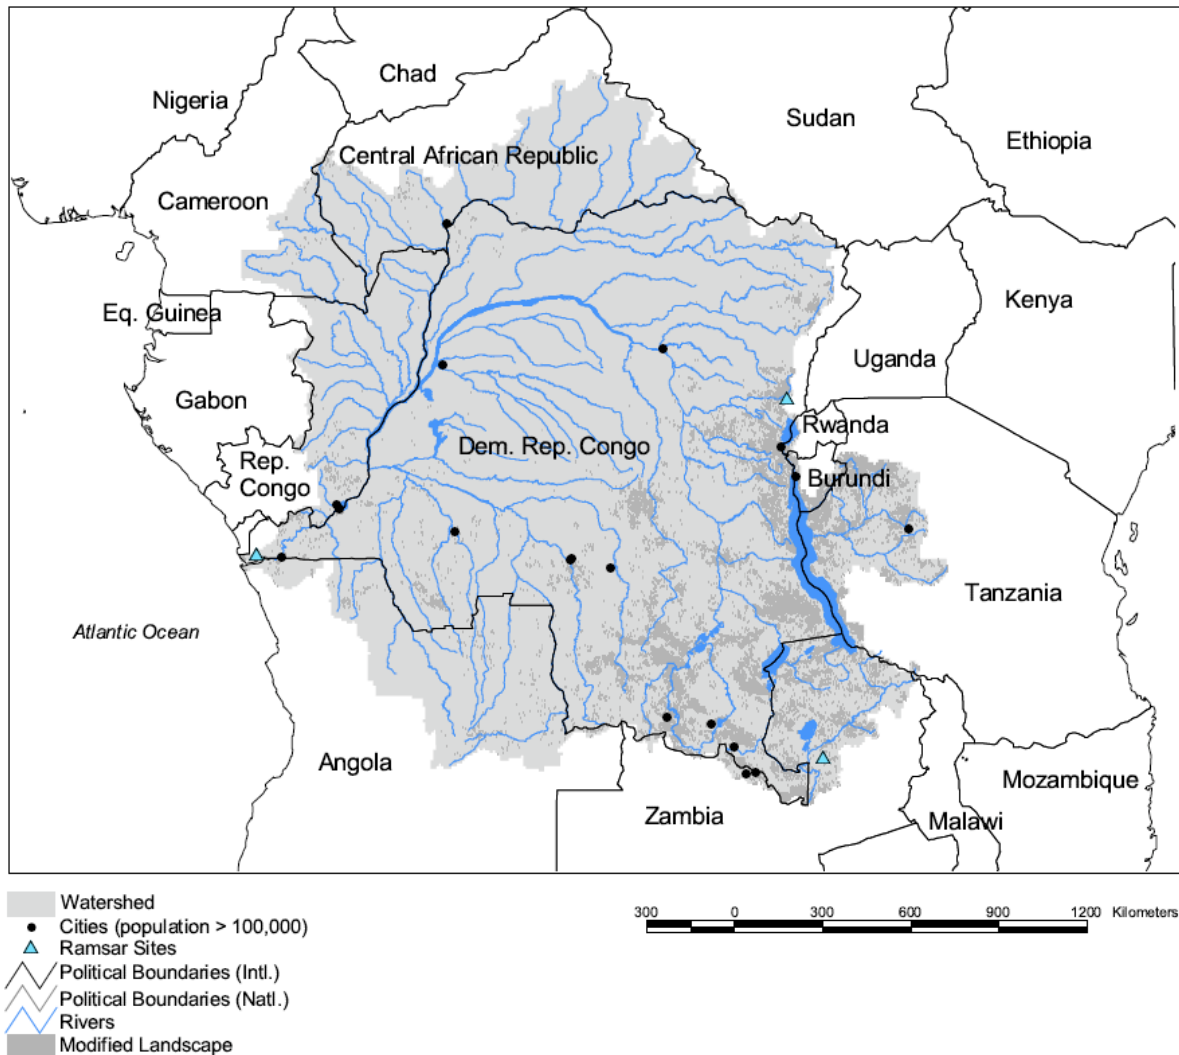 Chad
Nigeria
Sudan
Ethiopia
Central African Republic
Cameroon
Kenya
Eq. Guinea
Uganda
Gabon
Rwanda
Dem. Rep. Congo
Rep.
Congo
Burundi
Tanzania
Atlantic Ocean
Angola
Mozambique
Zambia
Malawi
Watershed
Cities (population > 100,000)
Ramsar Sites
Political Boundaries (Intl.)
Political Boundaries (Natl.)
Rivers
Modified Landscape
300 0 300 600 900 1200 Kilometers